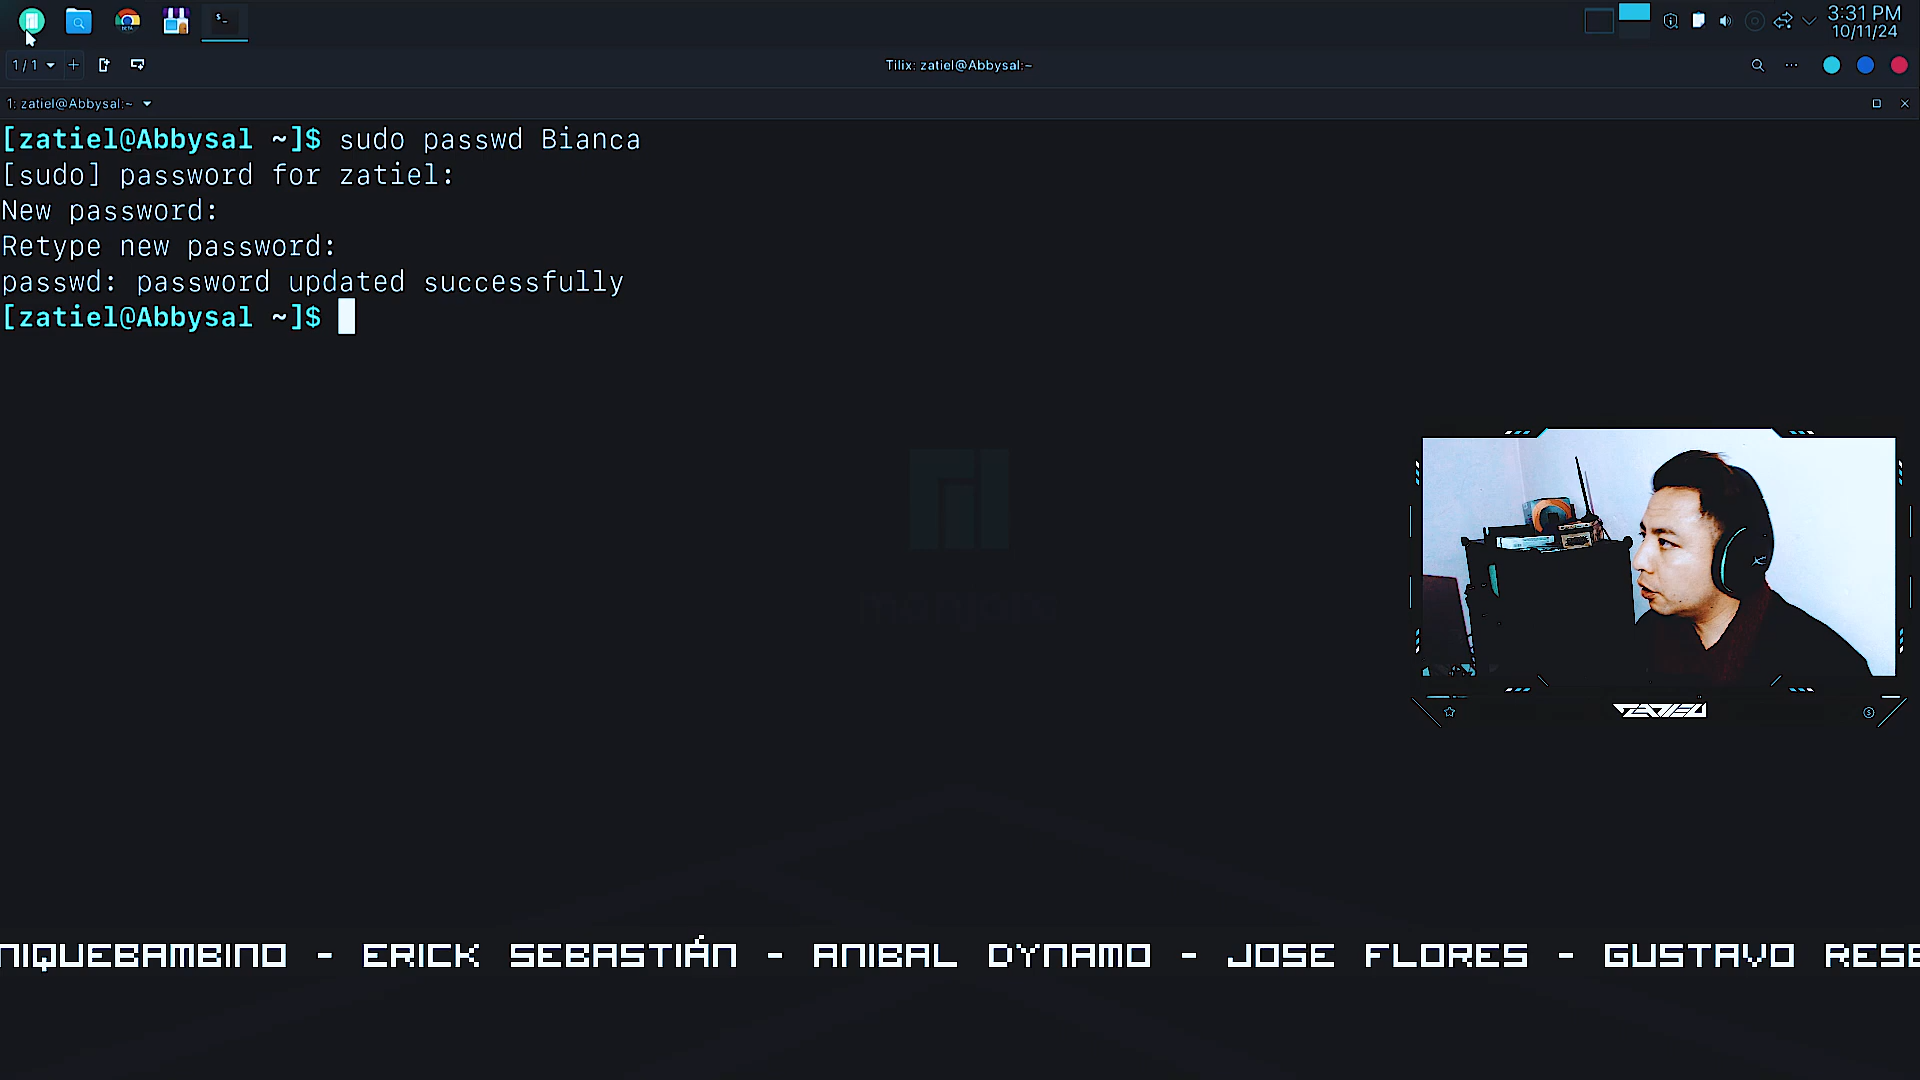 3:31 PM
10/11/24
1 / 1
Tilix: zatiel@Abbysal:~
1: zatiel@Abbysal:~
[zatiel@Abbysal ~]$ sudo passwd Bianca
[sudo] password for zatiel:
New password:
Retype new password:
passwd: password updated successfully
[zatiel@Abbysal ~]$
manjaro
ZATIEL
NIQUEBAMBINO - ERICK SEBASTIÁN - ANIBAL DYNAMO - JOSE FLORES - GUSTAVO RESE